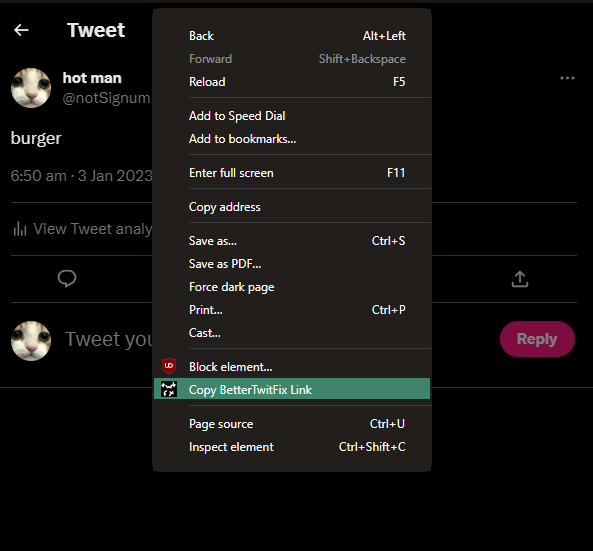 Tweet
hot man
@notSignum
burger
6:50 am · 3 Jan 2023
View Tweet analy
Tweet you
Reply
Back Alt+Left
Forward Shift+Backspace
Reload F5
Add to Speed Dial
Add to bookmarks...
Enter full screen F11
Copy address
Save as... Ctrl+S
Save as PDF...
Force dark page
Print... Ctrl+P
Cast...
Block element...
Copy BetterTwitFix Link
Page source Ctrl+U
Inspect element Ctrl+Shift+C